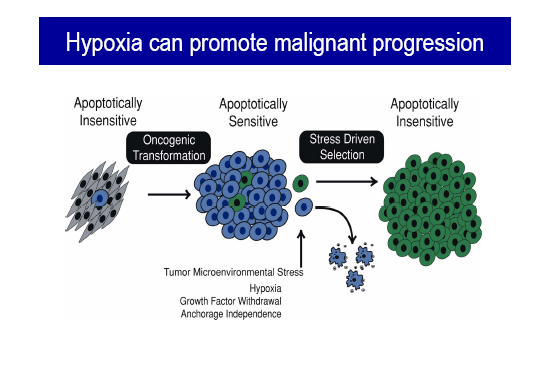 Hypoxia can promote malignant progression
Apoptotically
Insensitive
Oncogenic
Transformation
Apoptotically
Sensitive
Stress Driven
Selection
Apoptotically
Insensitive
Tumor Microenvironmental Stress
Hypoxia
Growth Factor Withdrawal
Anchorage Independence